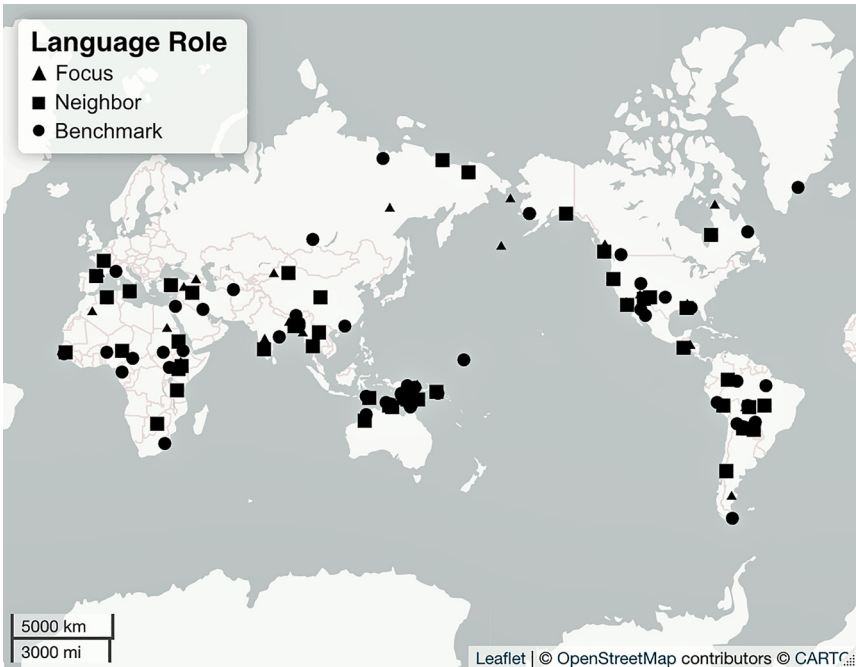 Language Role
Focus
Neighbor
Benchmark
5000 km
3000 mi
Leaflet | © OpenStreetMap contributors © CARTO